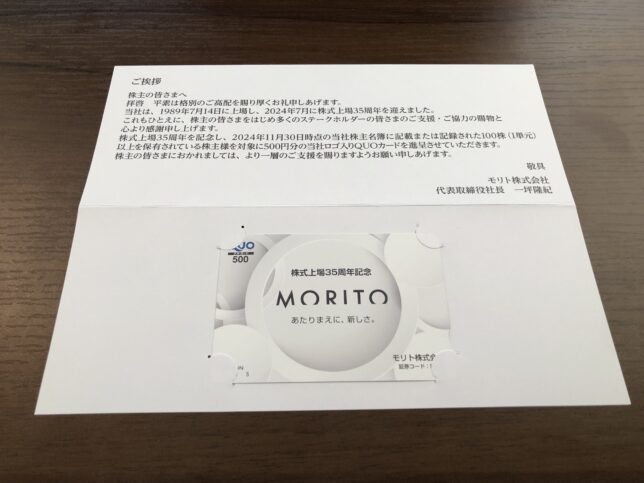 ご挨拶
株主の皆さまへ
拝啓　平素は格別のご高配を賜り厚くお礼申しあげます。
当社は、1989年7月14日に上場し、2024年7月に株式上場35周年を迎えました。
これもひとえに、株主の皆さまをはじめ多くのステークホルダーの皆さまのご支援・ご協力の賜物と
心より感謝申し上げます。
株式上場35周年を記念し、2024年11月30日時点の当社株主名簿に記載または記録された100株（1単元）
以上を保有されている株主様を対象に500円分の当社ロゴ入りQUOカードを進呈させていただきます。
株主の皆さまにおかれましては、より一層のご支援を賜りますようお願い申しあげます。
敬具
モリト株式会社
代表取締役社長　一坪隆紀
QUO
500
株式上場35周年記念
MORITO
あたりまえに、新しさ。
モリト株式会
証券コード：
IN
5